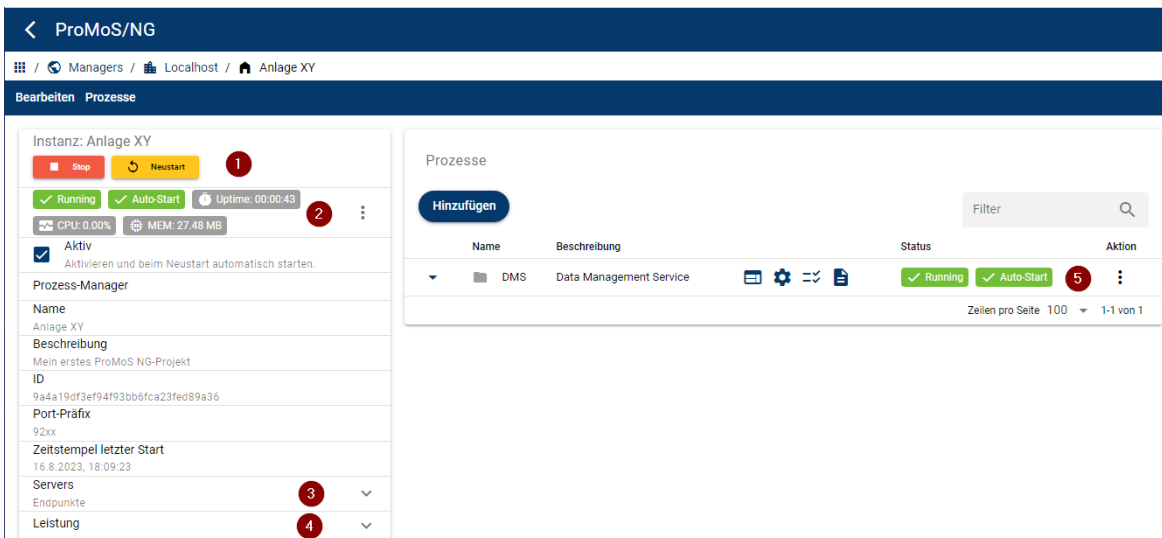 ProMoS/NG
/ Managers / Localhost / Anlage XY
Bearbeiten Prozesse
Instanz: Anlage XY
Stop Neustart 1
Running Auto-Start Uptime: 00:00:43
CPU: 0.00% MEM: 27.48 MB 2
Aktiv
Aktivieren und beim Neustart automatisch starten.
Prozess-Manager
Name
Anlage XY
Beschreibung
Mein erstes ProMoS NG-Projekt
ID
9a4a19df3ef94f93bb6fca23fed89a36
Port-Präfix
92xx
Zeitstempel letzter Start
16.8.2023, 18:09:23
Servers
Endpunkte 3
Leistung 4
Prozesse
Hinzufügen Filter
Name Beschreibung Status Aktion
DMS Data Management Service Running Auto-Start 5
Zeilen pro Seite 100 1-1 von 1